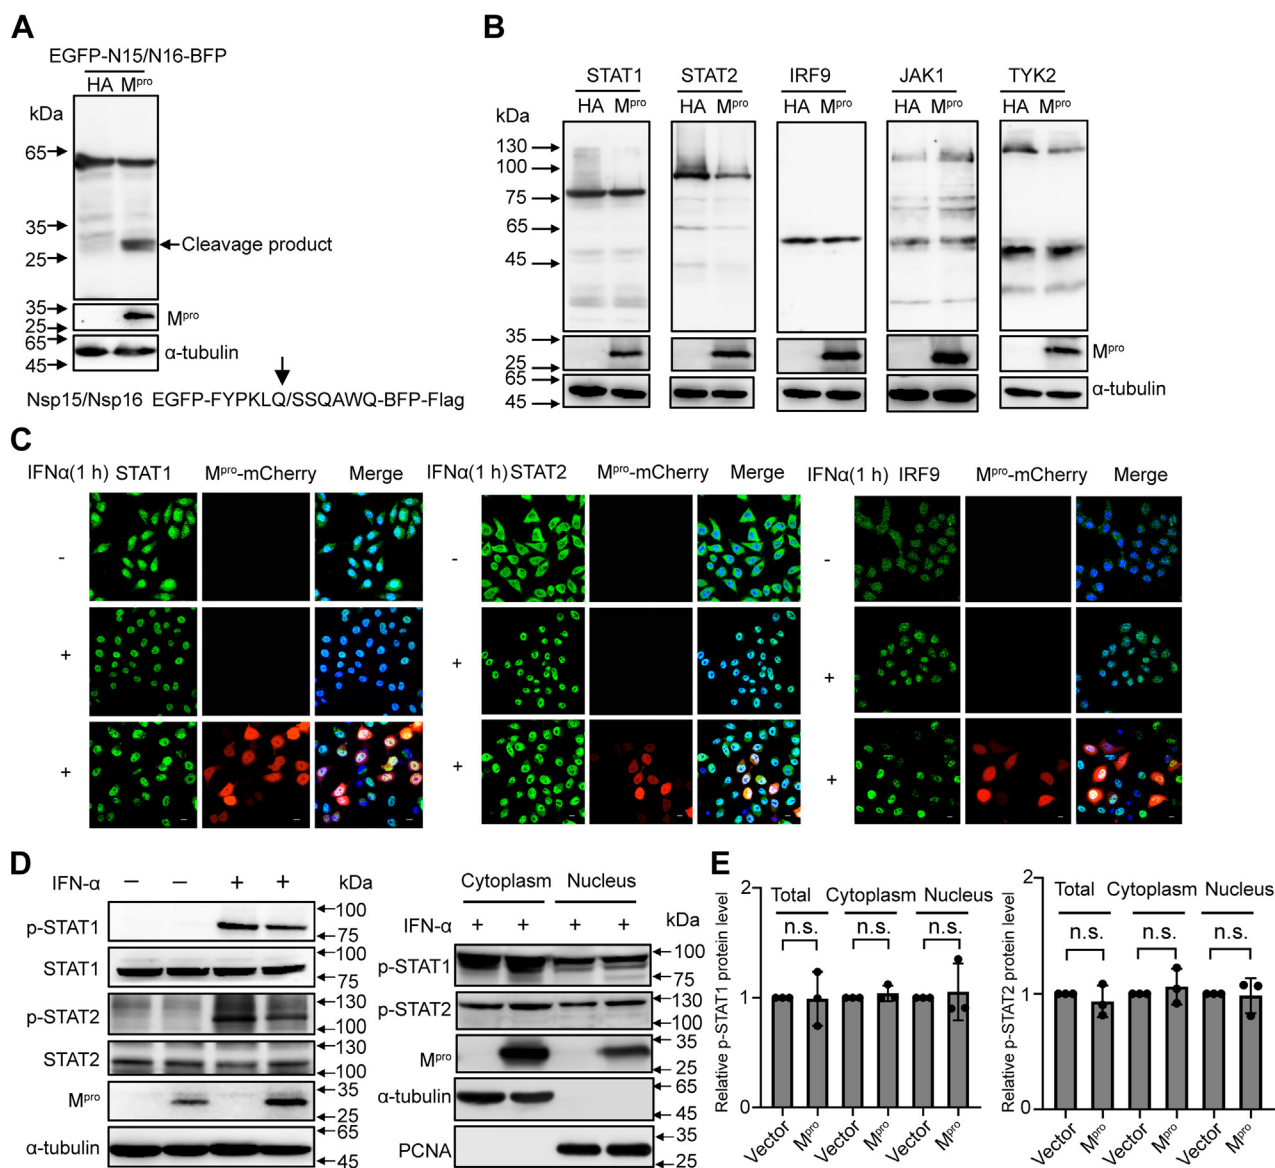 A
EGFP-N15/N16-BFP
HA Mpro
kDa
65
35
25
Cleavage product
35
25
Mpro
65
45
α-tubulin
Nsp15/Nsp16 EGFP-FYPKLQ/SSQAWQ-BFP-Flag
B
STAT1 STAT2 IRF9 JAK1 TYK2
HA Mpro HA Mpro HA Mpro HA Mpro HA Mpro
kDa
130
100
75
65
45
35
25
Mpro
65
45
α-tubulin
C
IFNα(1 h) STAT1 Mpro-mCherry Merge
-
+
+
IFNα(1 h) STAT2 Mpro-mCherry Merge
-
+
+
IFNα(1 h) IRF9 Mpro-mCherry Merge
-
+
+
D
IFN-α — — + + kDa
p-STAT1 100
75
STAT1 100
75
p-STAT2 130
100
STAT2 130
100
Mpro 35
25
α-tubulin 65
45
Cytoplasm Nucleus
IFN-α + + + + kDa
p-STAT1 100
75
p-STAT2 130
100
Mpro 35
25
α-tubulin 65
45
PCNA 35
25
E
Relative p-STAT1 protein level
2
1
0
Total Cytoplasm Nucleus
n.s. n.s. n.s.
Vector Mpro Vector Mpro Vector Mpro
Relative p-STAT2 protein level
2
1
0
Total Cytoplasm Nucleus
n.s. n.s. n.s.
Vector Mpro Vector Mpro Vector Mpro